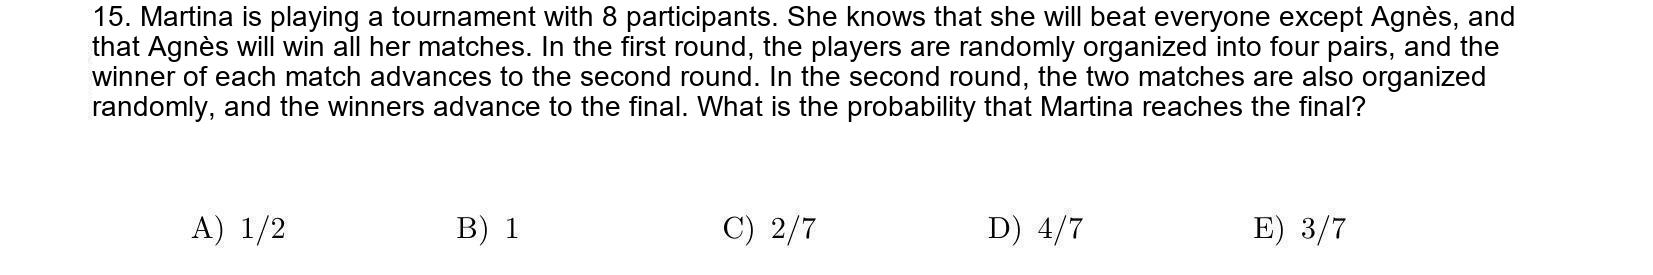 15. Martina is playing a tournament with 8 participants. She knows that she will beat everyone except Agnès, and
that Agnès will win all her matches. In the first round, the players are randomly organized into four pairs, and the
winner of each match advances to the second round. In the second round, the two matches are also organized
randomly, and the winners advance to the final. What is the probability that Martina reaches the final?
A) 1/2 B) 1 C) 2/7 D) 4/7 E) 3/7